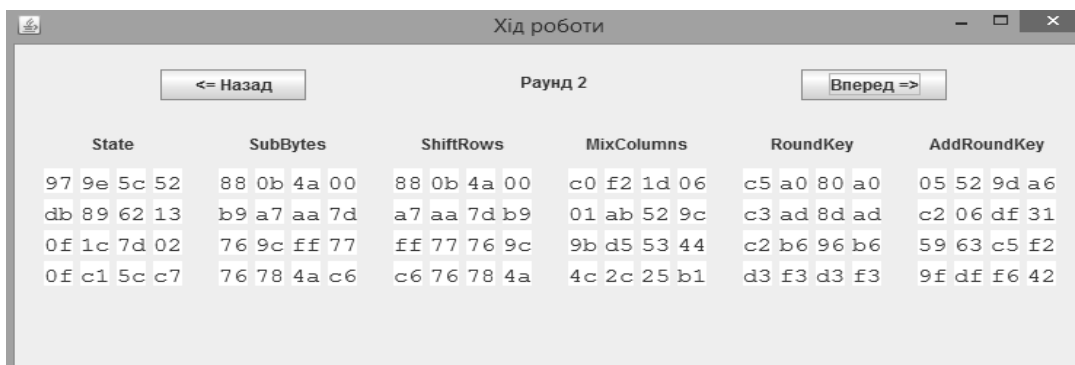 Хід роботи
<= Назад Раунд 2 Вперед =>
State SubBytes ShiftRows MixColumns RoundKey AddRoundKey
97 9e 5c 52 88 0b 4a 00 88 0b 4a 00 c0 f2 1d 06 c5 a0 80 a0 05 52 9d a6
db 89 62 13 b9 a7 aa 7d a7 aa 7d b9 01 ab 52 9c c3 ad 8d ad c2 06 df 31
0f 1c 7d 02 76 9c ff 77 ff 77 76 9c 9b d5 53 44 c2 b6 96 b6 59 63 c5 f2
0f c1 5c c7 76 78 4a c6 c6 76 78 4a 4c 2c 25 b1 d3 f3 d3 f3 9f df f6 42